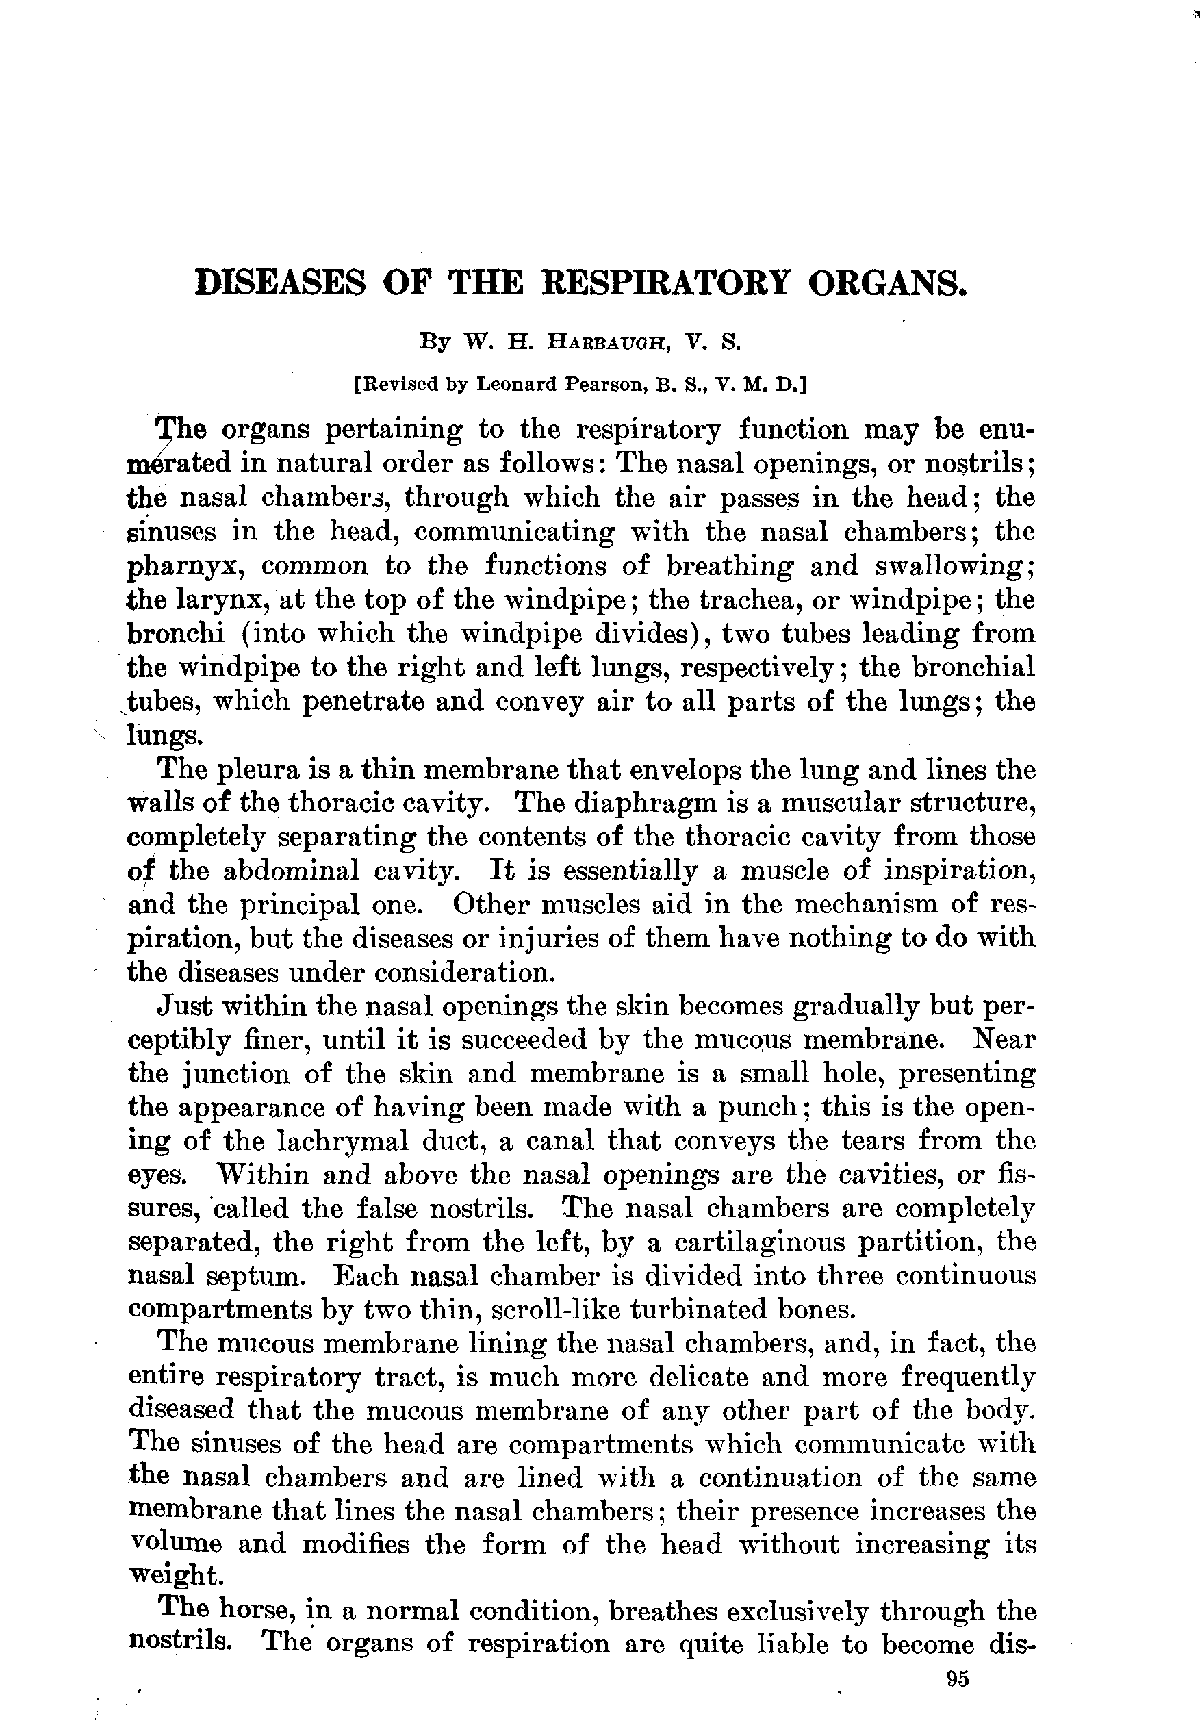 DISEASES OF THE RESPIRATORY ORGANS.
By W. H. HARBAUGH, V. S.
[Revised by Leonard Pearson, B. S., V. M. D.]
The organs pertaining to the respiratory function may be enu-
merated in natural order as follows: The nasal openings, or nostrils;
the nasal chambers, through which the air passes in the head; the
sinuses in the head, communicating with the nasal chambers; the
pharnyx, common to the functions of breathing and swallowing;
the larynx, at the top of the windpipe; the trachea, or windpipe; the
bronchi (into which the windpipe divides), two tubes leading from
the windpipe to the right and left lungs, respectively; the bronchial
tubes, which penetrate and convey air to all parts of the lungs; the
lungs.
The pleura is a thin membrane that envelops the lung and lines the
walls of the thoracic cavity. The diaphragm is a muscular structure,
completely separating the contents of the thoracic cavity from those
of the abdominal cavity. It is essentially a muscle of inspiration,
and the principal one. Other muscles aid in the mechanism of res-
piration, but the diseases or injuries of them have nothing to do with
the diseases under consideration.
Just within the nasal openings the skin becomes gradually but per-
ceptibly finer, until it is succeeded by the mucous membrane. Near
the junction of the skin and membrane is a small hole, presenting
the appearance of having been made with a punch; this is the open-
ing of the lachrymal duct, a canal that conveys the tears from the
eyes. Within and above the nasal openings are the cavities, or fis-
sures, called the false nostrils. The nasal chambers are completely
separated, the right from the left, by a cartilaginous partition, the
nasal septum. Each nasal chamber is divided into three continuous
compartments by two thin, scroll-like turbinated bones.
The mucous membrane lining the nasal chambers, and, in fact, the
entire respiratory tract, is much more delicate and more frequently
diseased that the mucous membrane of any other part of the body.
The sinuses of the head are compartments which communicate with
the nasal chambers and are lined with a continuation of the same
membrane that lines the nasal chambers; their presence increases the
volume and modifies the form of the head without increasing its
weight.
The horse, in a normal condition, breathes exclusively through the
nostrils. The organs of respiration are quite liable to become dis-
95